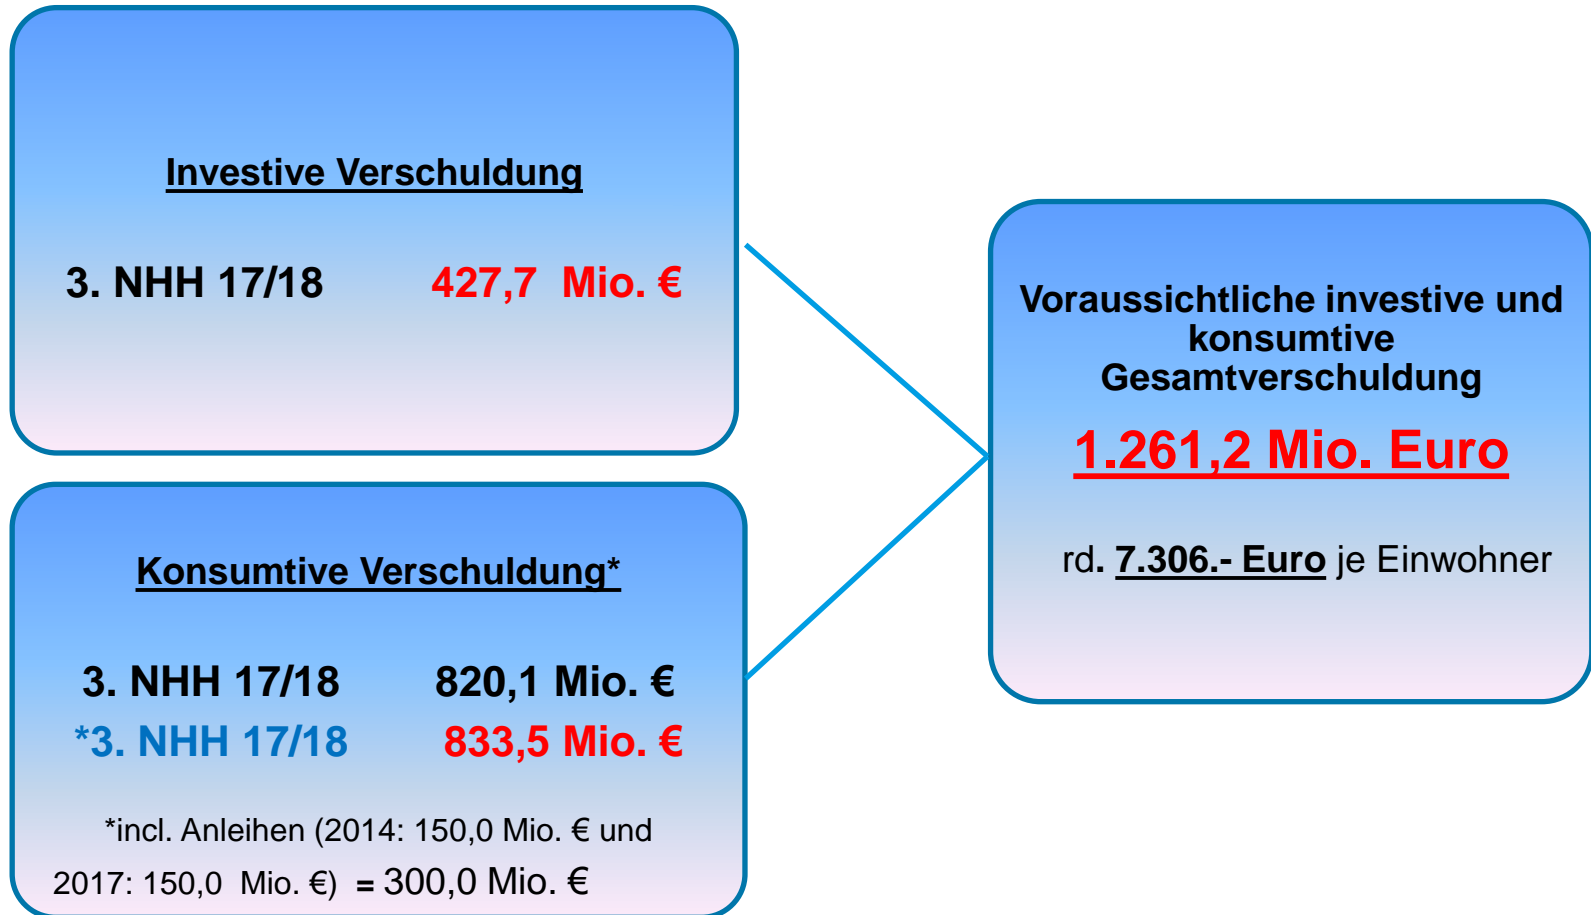 Investive Verschuldung
3. NHH 17/18 427,7 Mio. €
Konsumtive Verschuldung*
3. NHH 17/18 820,1 Mio. €
*3. NHH 17/18 833,5 Mio. €
*incl. Anleihen (2014: 150,0 Mio. € und
2017: 150,0 Mio. €) = 300,0 Mio. €
Voraussichtliche investive und
konsumtive
Gesamtverschuldung
1.261,2 Mio. Euro
rd. 7.306.- Euro je Einwohner